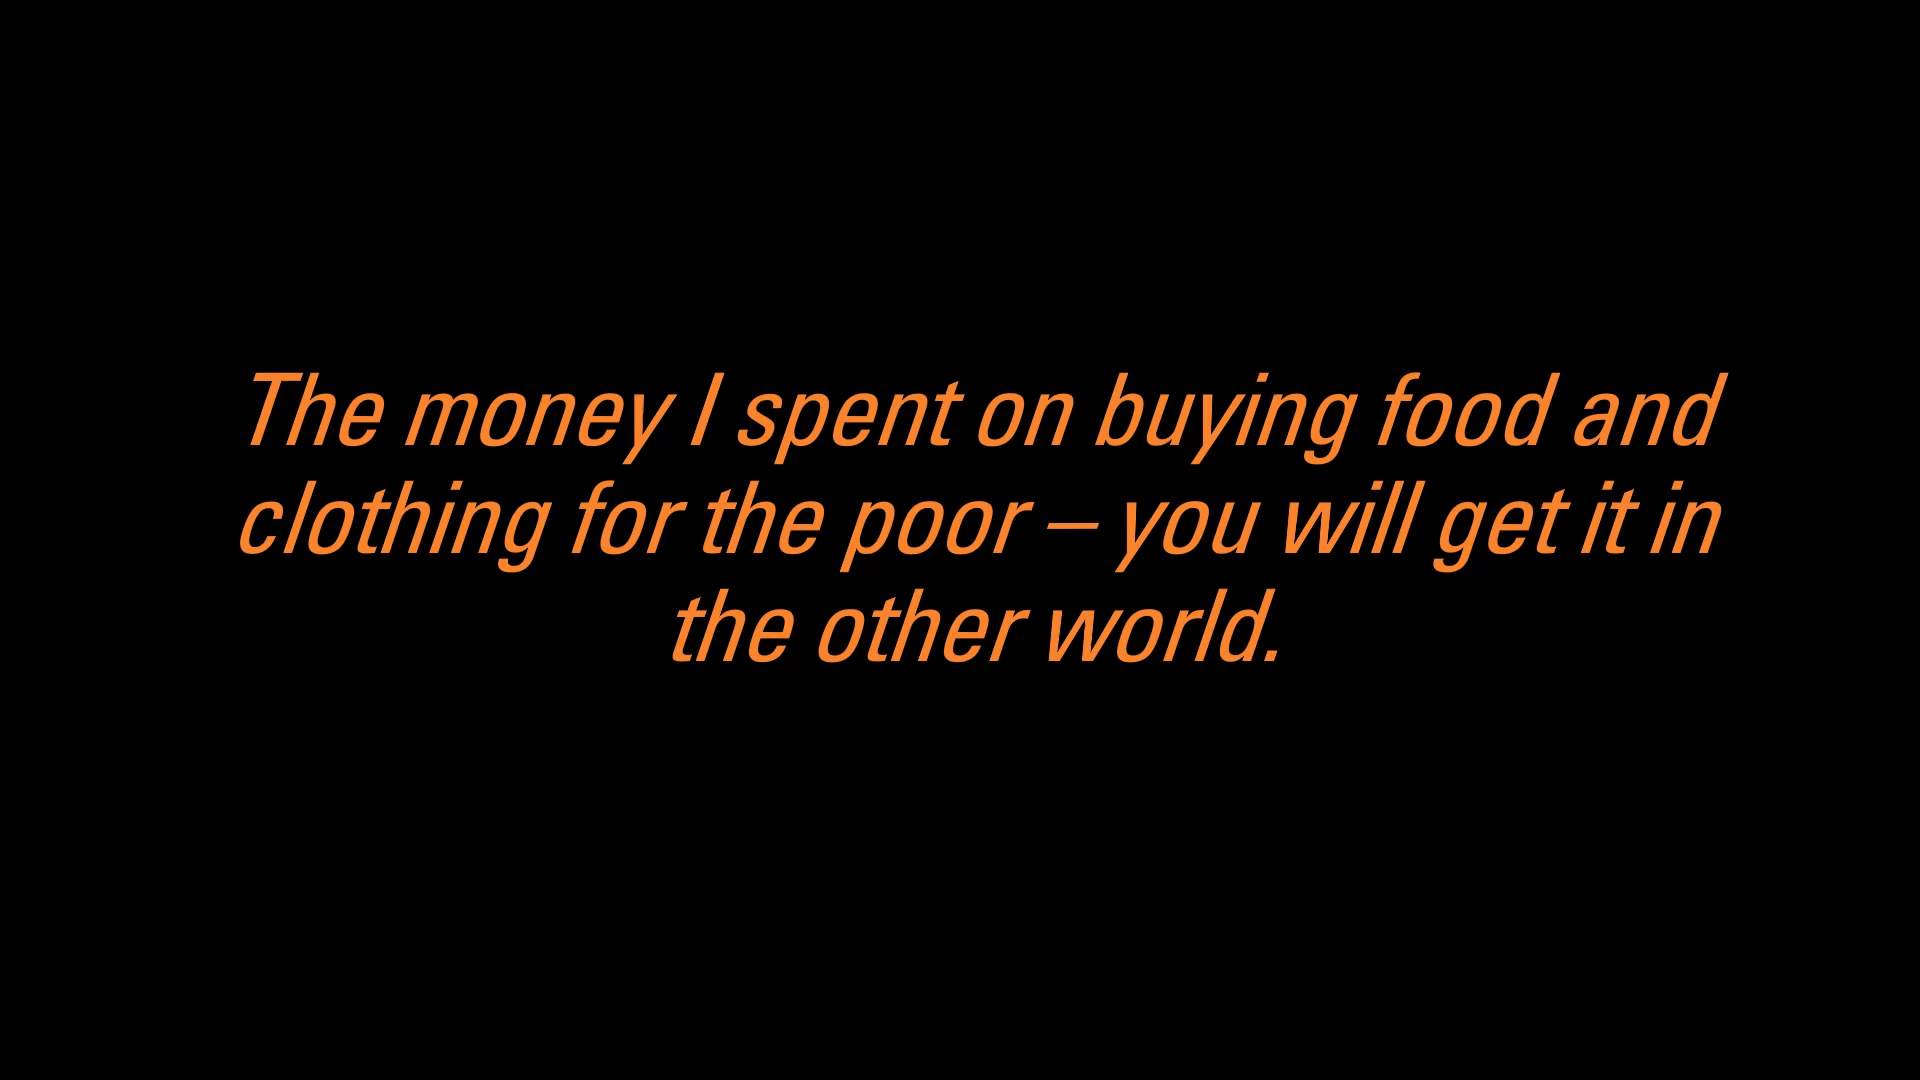 The money I spent on buying food and
clothing for the poor – you will get it in
the other world.